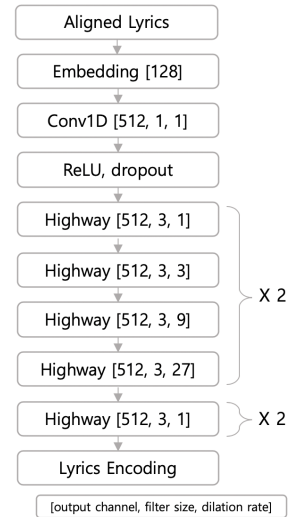 Aligned Lyrics
Embedding [128]
Conv1D [512, 1, 1]
ReLU, dropout
Highway [512, 3, 1]
Highway [512, 3, 3]
X 2
Highway [512, 3, 9]
Highway [512, 3, 27]
Highway [512, 3, 1]
X 2
Lyrics Encoding
[output channel, filter size, dilation rate]